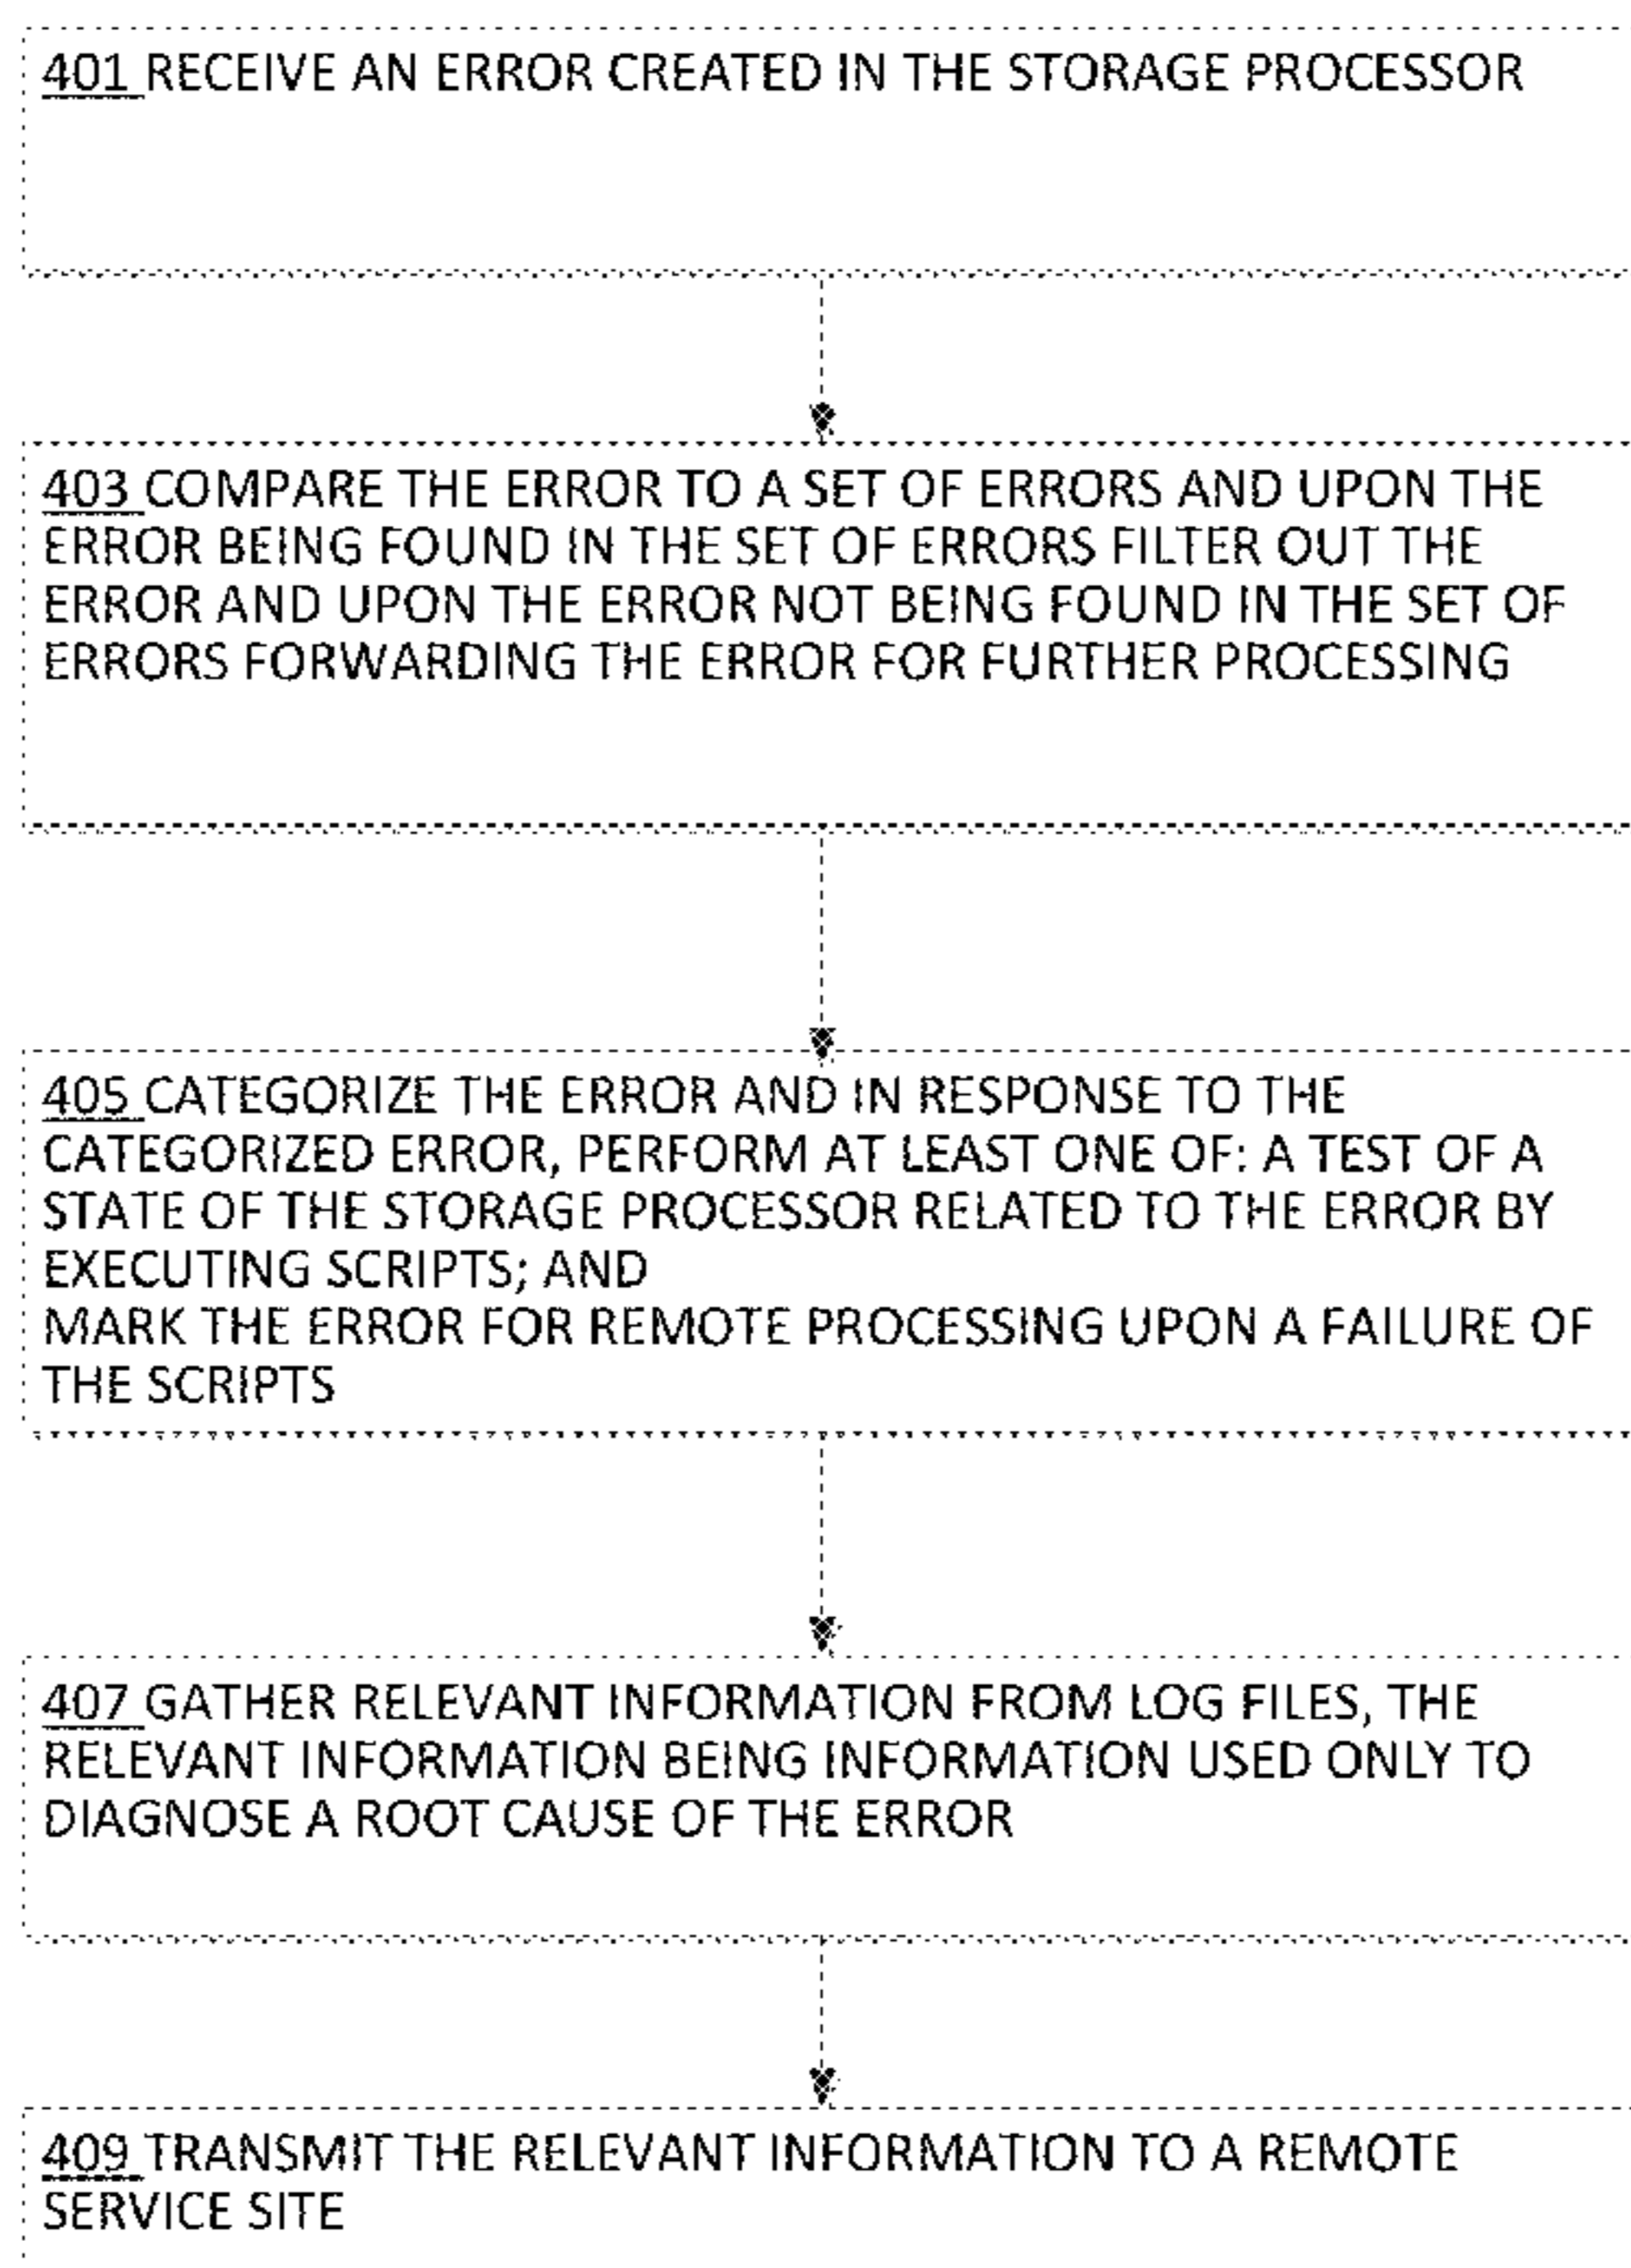 401 RECEIVE AN ERROR CREATED IN THE STORAGE PROCESSOR
403 COMPARE THE ERROR TO A SET OF ERRORS AND UPON THE
ERROR BEING FOUND IN THE SET OF ERRORS FILTER OUT THE
ERROR AND UPON THE ERROR NOT BEING FOUND IN THE SET OF
ERRORS FORWARDING THE ERROR FOR FURTHER PROCESSING
405 CATEGORIZE THE ERROR AND IN RESPONSE TO THE
CATEGORIZED ERROR, PERFORM AT LEAST ONE OF: A TEST OF A
STATE OF THE STORAGE PROCESSOR RELATED TO THE ERROR BY
EXECUTING SCRIPTS; AND
MARK THE ERROR FOR REMOTE PROCESSING UPON A FAILURE OF
THE SCRIPTS
407 GATHER RELEVANT INFORMATION FROM LOG FILES, THE
RELEVANT INFORMATION BEING INFORMATION USED ONLY TO
DIAGNOSE A ROOT CAUSE OF THE ERROR
409 TRANSMIT THE RELEVANT INFORMATION TO A REMOTE
SERVICE SITE